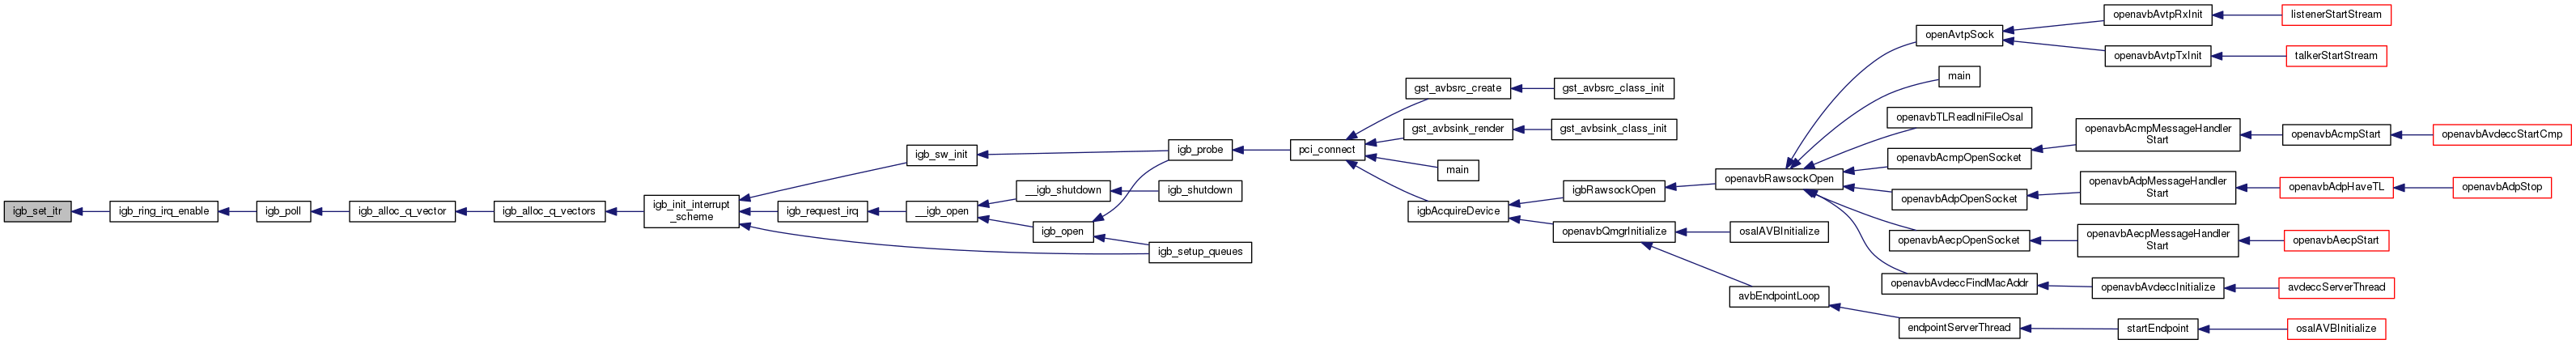 igb_set_itr
igb_ring_irq_enable
igb_poll
igb_alloc_q_vector
igb_alloc_q_vectors
igb_init_interrupt
_scheme
igb_sw_init
igb_request_irq
__igb_open
__igb_shutdown
igb_shutdown
igb_open
igb_setup_queues
igb_probe
pci_connect
gst_avbsrc_create
gst_avbsrc_class_init
gst_avbsink_render
gst_avbsink_class_init
main
igbAcquireDevice
igbRawsockOpen
openavbQmgrInitialize
osalAVBInitialize
avbEndpointLoop
endpointServerThread
startEndpoint
osalAVBInitialize
openavbRawsockOpen
openAvtpSock
openavbAvtpRxInit
listenerStartStream
openavbAvtpTxInit
talkerStartStream
main
openavbTLReadIniFileOsal
openavbAcmpOpenSocket
openavbAcmpMessageHandler
Start
openavbAcmpStart
openavbAvdeccStartCmp
openavbAdpOpenSocket
openavbAdpMessageHandler
Start
openavbAdpHaveTL
openavbAdpStop
openavbAecpOpenSocket
openavbAecpMessageHandler
Start
openavbAecpStart
openavbAvdeccFindMacAddr
openavbAvdeccInitialize
avdeccServerThread